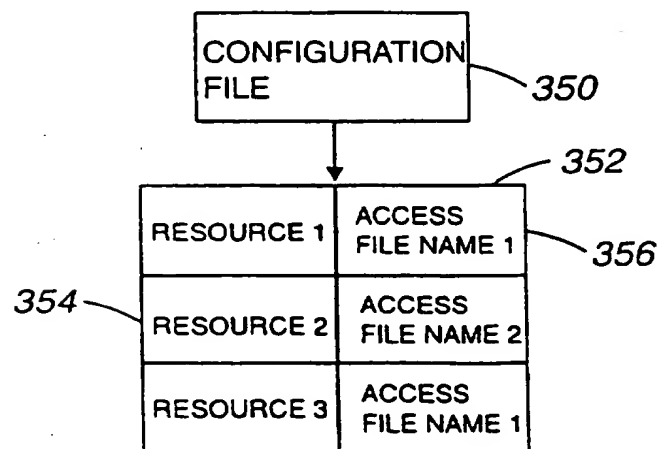 CONFIGURATION
FILE
350
352
RESOURCE 1
ACCESS
FILE NAME 1
356
354
RESOURCE 2
ACCESS
FILE NAME 2
RESOURCE 3
ACCESS
FILE NAME 1